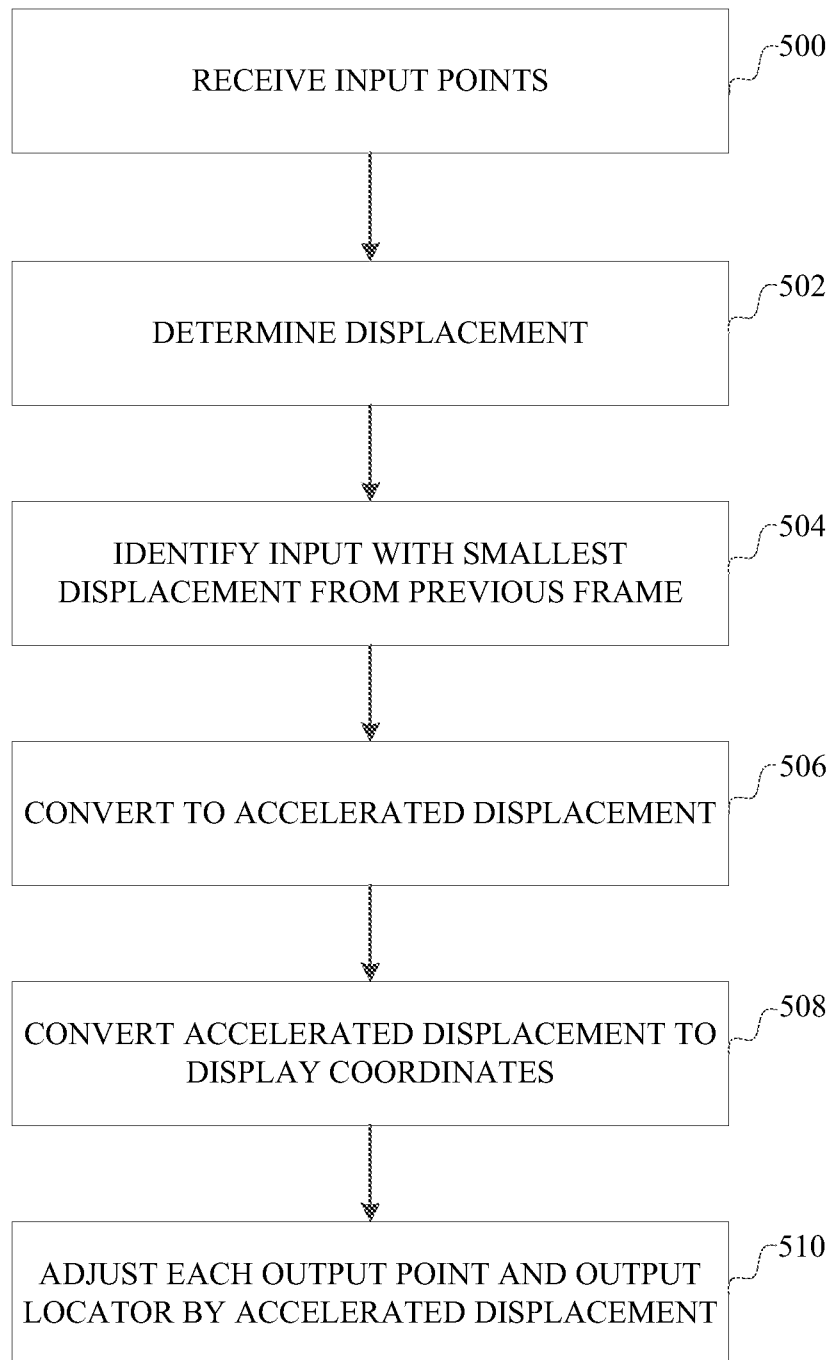 RECEIVE INPUT POINTS
500
DETERMINE DISPLACEMENT
502
IDENTIFY INPUT WITH SMALLEST
DISPLACEMENT FROM PREVIOUS FRAME
504
CONVERT TO ACCELERATED DISPLACEMENT
506
CONVERT ACCELERATED DISPLACEMENT TO
DISPLAY COORDINATES
508
ADJUST EACH OUTPUT POINT AND OUTPUT
LOCATOR BY ACCELERATED DISPLACEMENT
510